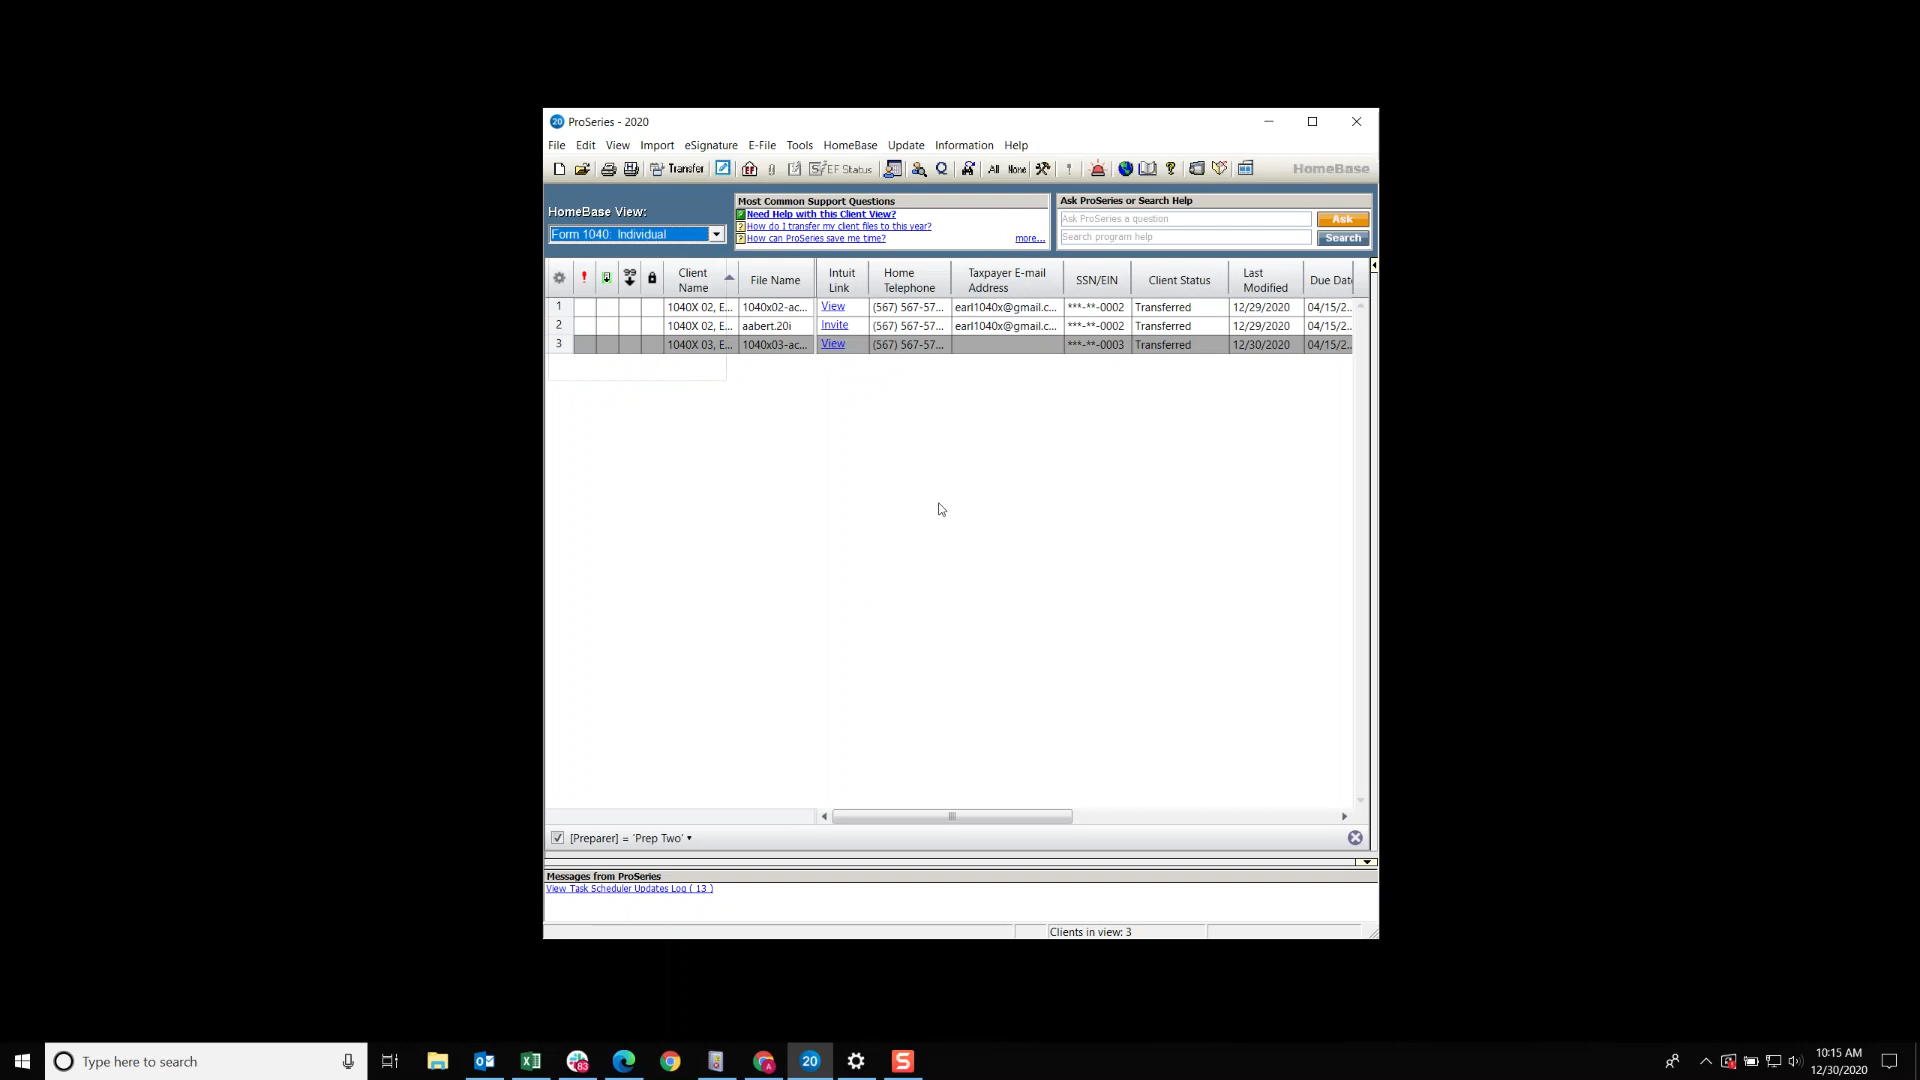 20 ProSeries - 2020
File Edit View Import eSignature E-File Tools HomeBase Update Information Help
Transfer EF EF Status All None HomeBase
HomeBase View:
Form 1040: Individual
Most Common Support Questions
Need Help with this Client View?
How do I transfer my client files to this year?
How can ProSeries save me time?
more...
Ask ProSeries or Search Help
Ask ProSeries a question
Ask
Search program help
Search
Client Name File Name Intuit Link Home Telephone Taxpayer E-mail Address SSN/EIN Client Status Last Modified Due Dat
1 1040X 02, E... 1040x02-ac... View (567) 567-57... earl1040x@gmail.c... ***-**-0002 Transferred 12/29/2020 04/15/2...
2 1040X 02, E... aabert.20i Invite (567) 567-57... earl1040x@gmail.c... ***-**-0002 Transferred 12/29/2020 04/15/2...
3 1040X 03, E... 1040x03-ac... View (567) 567-57... ***-**-0003 Transferred 12/30/2020 04/15/2...
[Preparer] = 'Prep Two'
Messages from ProSeries
View Task Scheduler Updates Log ( 13 )
Clients in view: 3
Type here to search
83
20
10:15 AM
12/30/2020